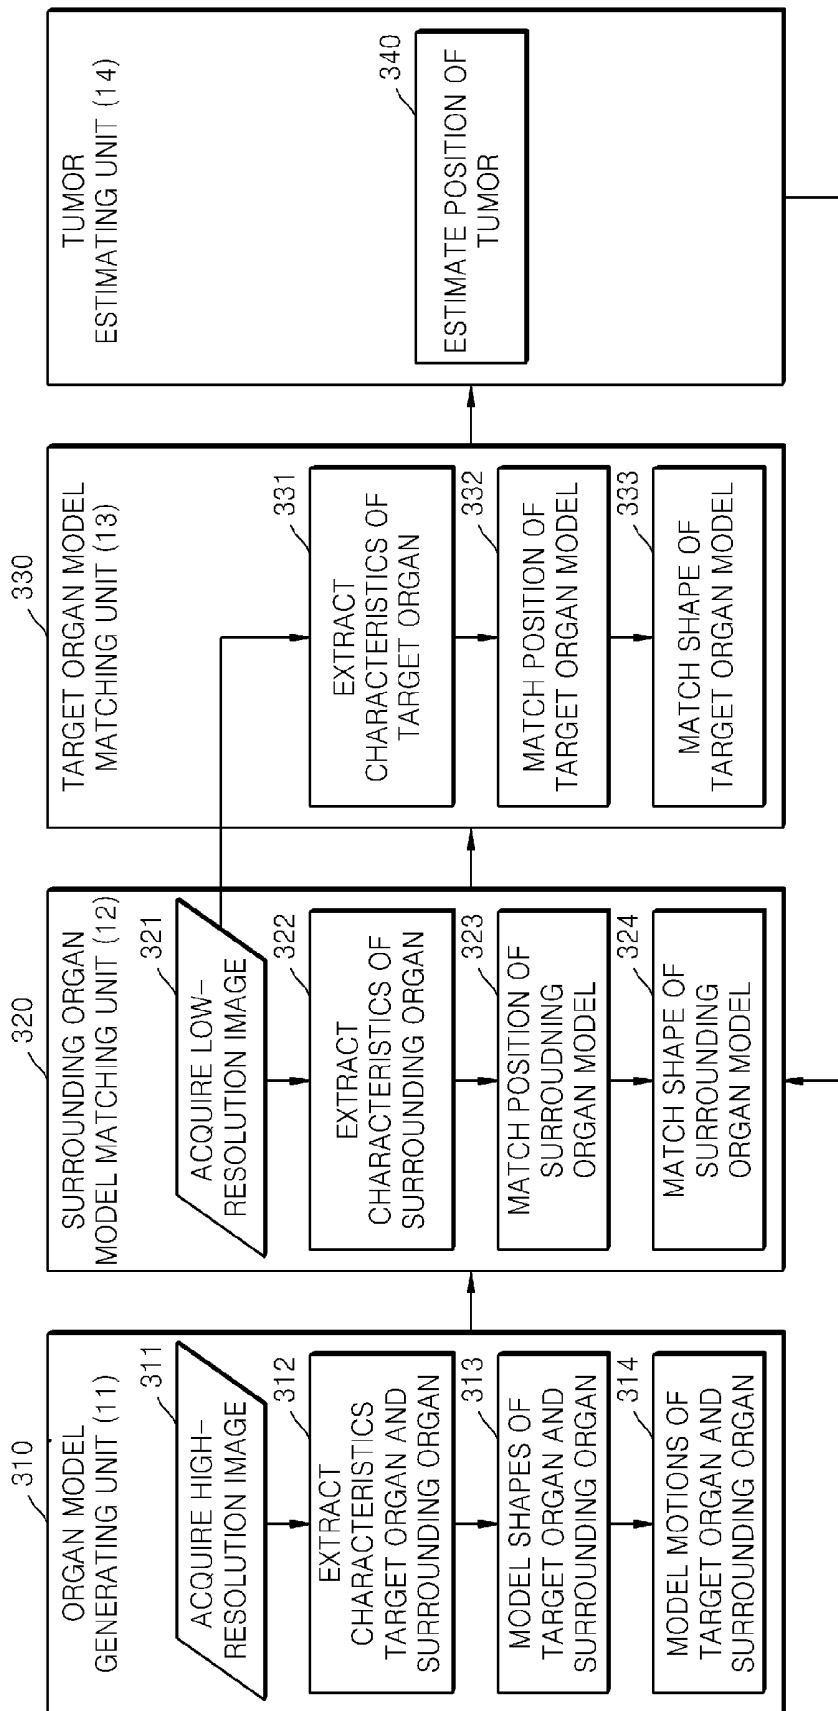 310
ORGAN MODEL
GENERATING UNIT (11)
311
ACQUIRE HIGH-
RESOLUTION IMAGE
312
EXTRACT
CHARACTERISTICS
TARGET ORGAN AND
SURROUNDING ORGAN
313
MODEL SHAPES OF
TARGET ORGAN AND
SURROUNDING ORGAN
314
MODEL MOTIONS OF
TARGET ORGAN AND
SURROUNDING ORGAN
320
SURROUNDING ORGAN
MODEL MATCHING UNIT (12)
321
ACQUIRE LOW-
RESOLUTION IMAGE
322
EXTRACT
CHARACTERISTICS OF
SURROUNDING ORGAN
323
MATCH POSITION OF
SURROUDNING
ORGAN MODEL
324
MATCH SHAPE OF
SURROUNDING
ORGAN MODEL
330
TARGET ORGAN MODEL
MATCHING UNIT (13)
331
EXTRACT
CHARACTERISTICS OF
TARGET ORGAN
332
MATCH POSITION OF
TARGET ORGAN MODEL
333
MATCH SHAPE OF
TARGET ORGAN MODEL
TUMOR
ESTIMATING UNIT (14)
340
ESTIMATE POSITION OF
TUMOR